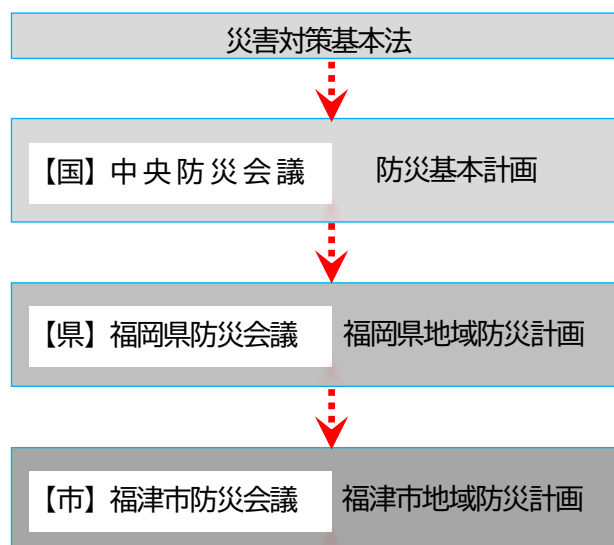 災害対策基本法
【国】中央防災会議 防災基本計画
【県】福岡県防災会議 福岡県地域防災計画
【市】福津市防災会議 福津市地域防災計画